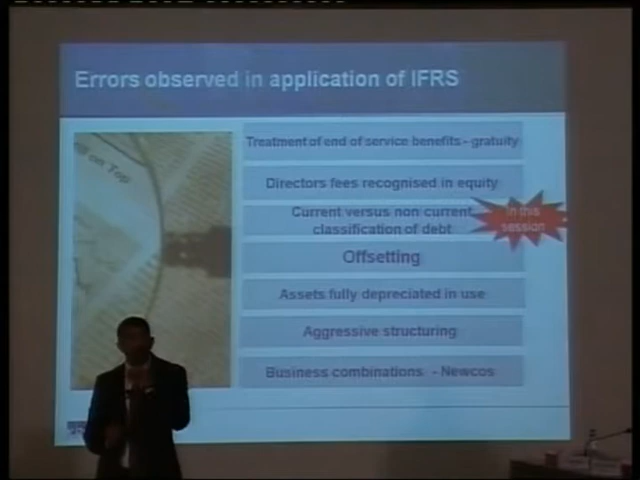 Errors observed in application of IFRS
on Top
Treatment of end of service benefits - gratuity
Directors fees recognised in equity
Current versus non current
classification of debt
In this
session
Offsetting
Assets fully depreciated in use
Aggressive structuring
Business combinations - Newcos